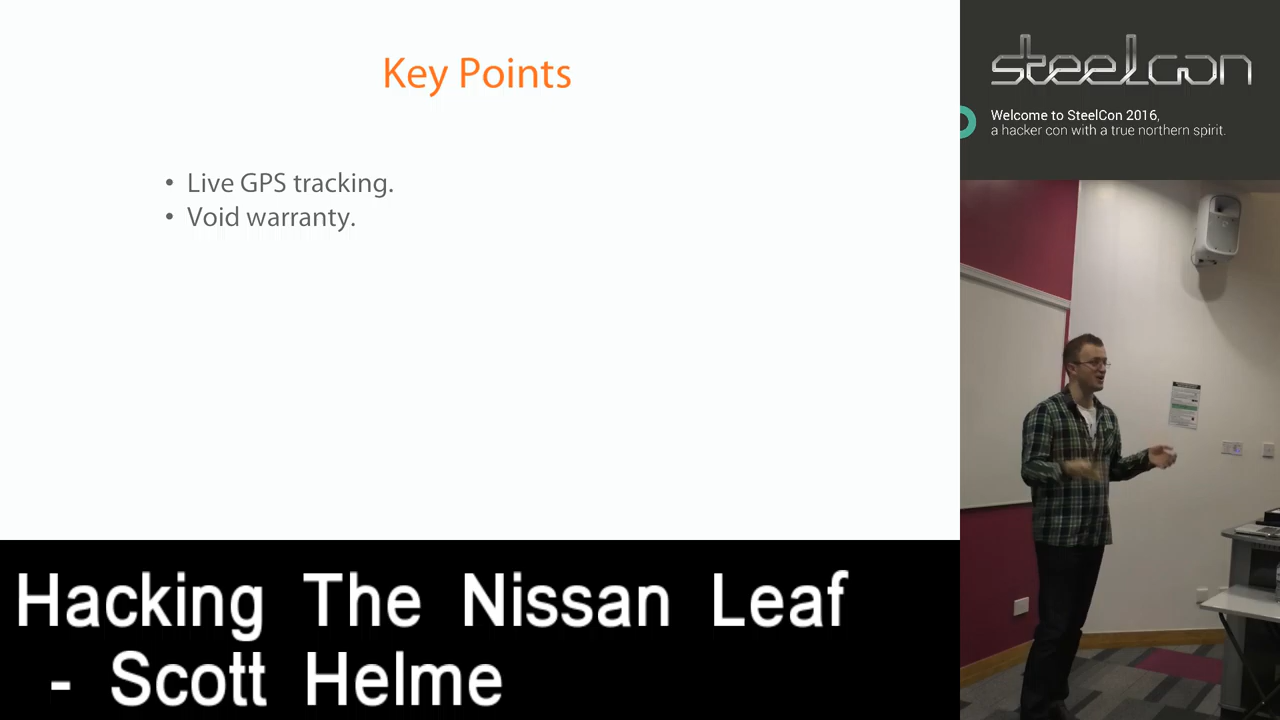 Key Points
• Live GPS tracking.
• Void warranty.
steelcon
Welcome to SteelCon 2016,
a hacker con with a true northern spirit.
Hacking The Nissan Leaf
- Scott Helme